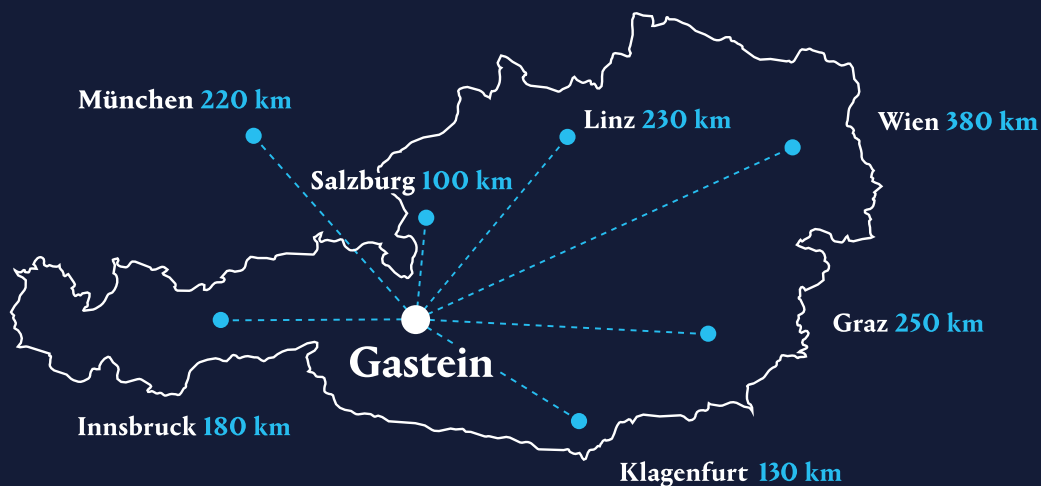 München 220 km
Linz 230 km
Wien 380 km
Salzburg 100 km
Graz 250 km
Gastein
Innsbruck 180 km
Klagenfurt 130 km